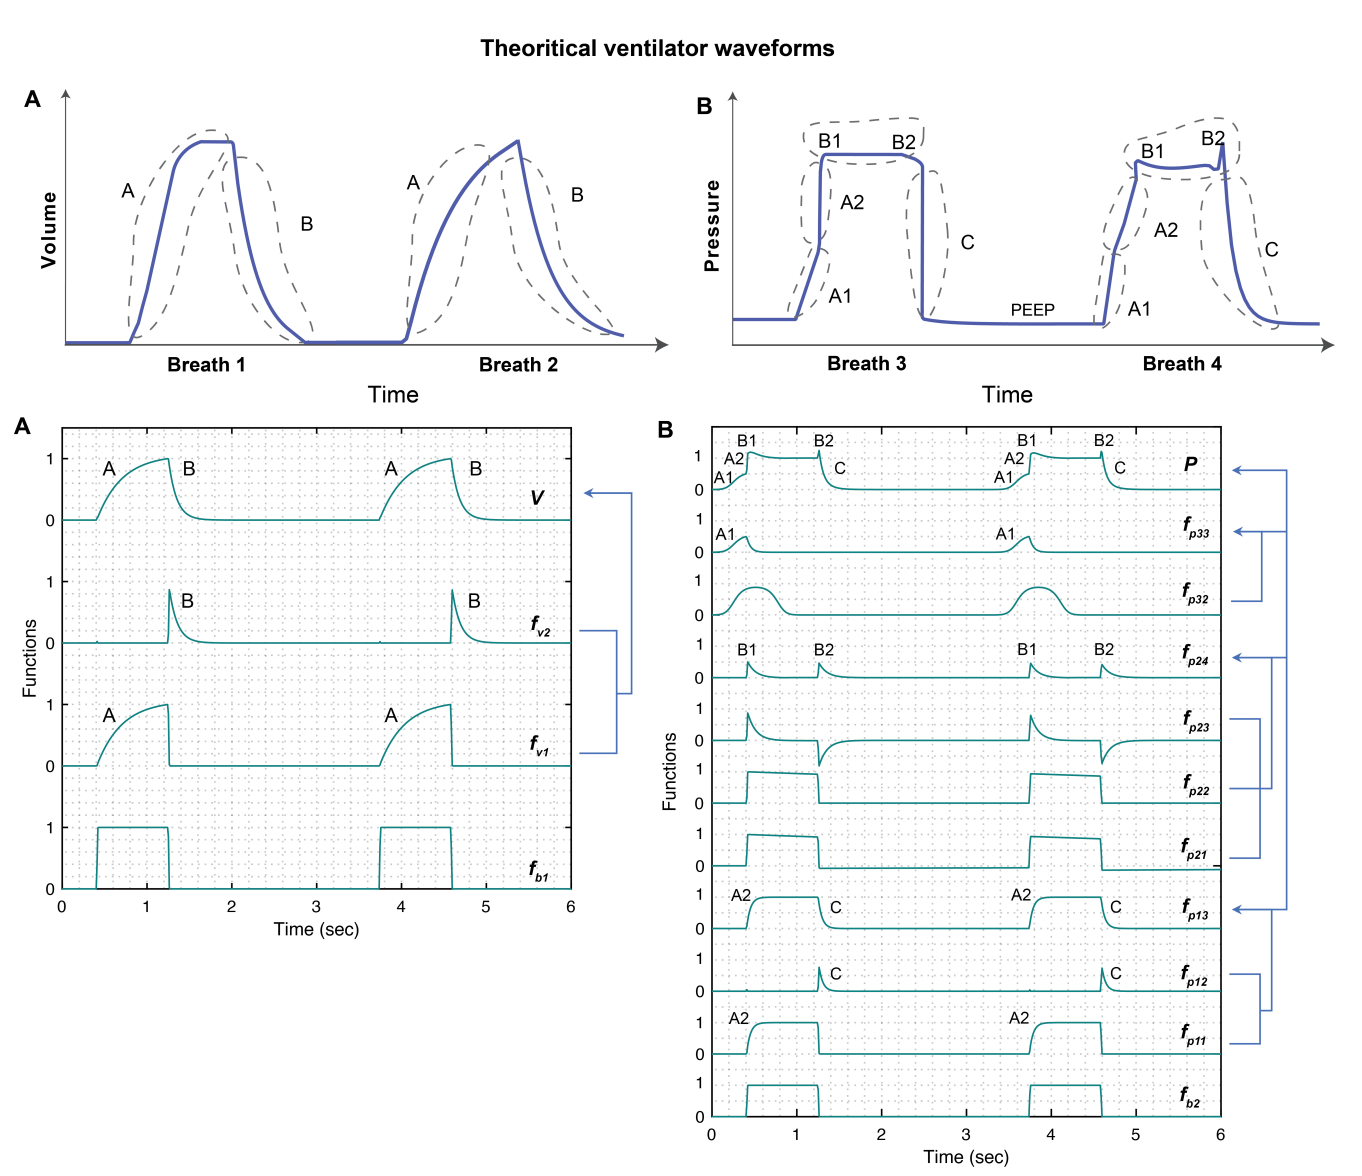 Theoritical ventilator waveforms
A
Volume
A
B
A
B
Breath 1
Breath 2
Time
B
Pressure
B1
B2
A2
A1
C
PEEP
B1
B2
A2
A1
C
Breath 3
Breath 4
Time
A
Functions
1
0
A
B
A
B
V
1
0
B
B
fv2
1
0
A
A
fv1
1
0
fb1
0 1 2 3 4 5 6
Time (sec)
B
Functions
B1 B2 B1 B2
1
0
A2
A1
C
A2
A1
C
P
1
0
A1
A1
fp33
1
0
fp32
1
0
B1 B2 B1 B2
fp24
1
0
fp23
1
0
fp22
1
0
fp21
1
0
A2
C
A2
C
fp13
1
0
C
C
fp12
1
0
A2
A2
fp11
1
0
fb2
0 1 2 3 4 5 6
Time (sec)